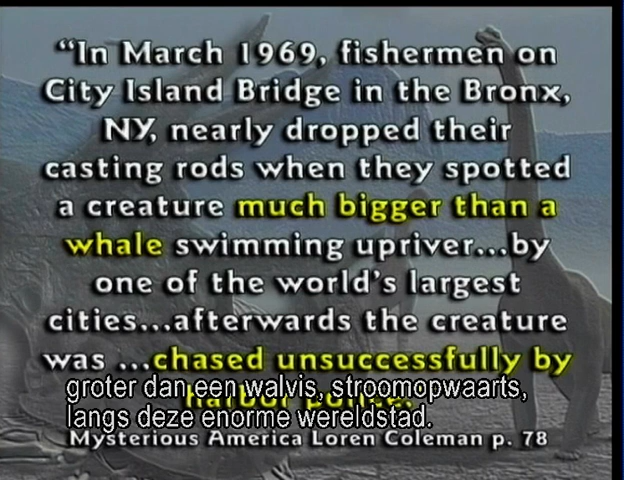 “In March 1969, fishermen on
City Island Bridge in the Bronx,
NY, nearly dropped their
casting rods when they spotted
a creature much bigger than a
whale swimming upriver...by
one of the world's largest
cities...afterwards the creature
was ...chased unsuccessfully by
harbor police.
groter dan een walvis, stroomopwaarts,
langs deze enorme wereldstad.
Mysterious America Loren Coleman p. 78